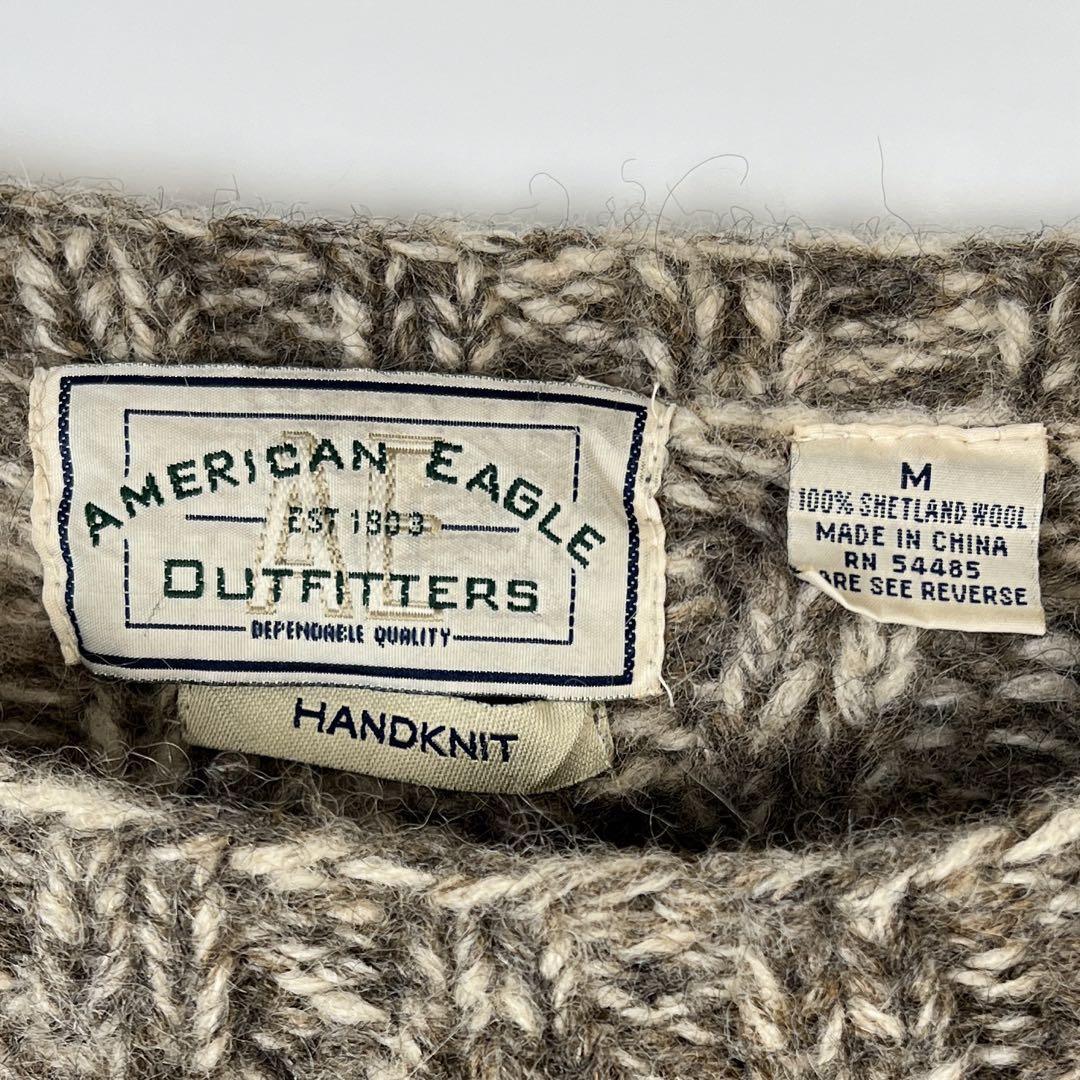 AMERICAN EAGLE
EST 1993
OUTFITTERS
DEPENDABLE QUALITY
HANDKNIT
M
100% SHETLAND WOOL
MADE IN CHINA
RN 54485
ARE SEE REVERSE